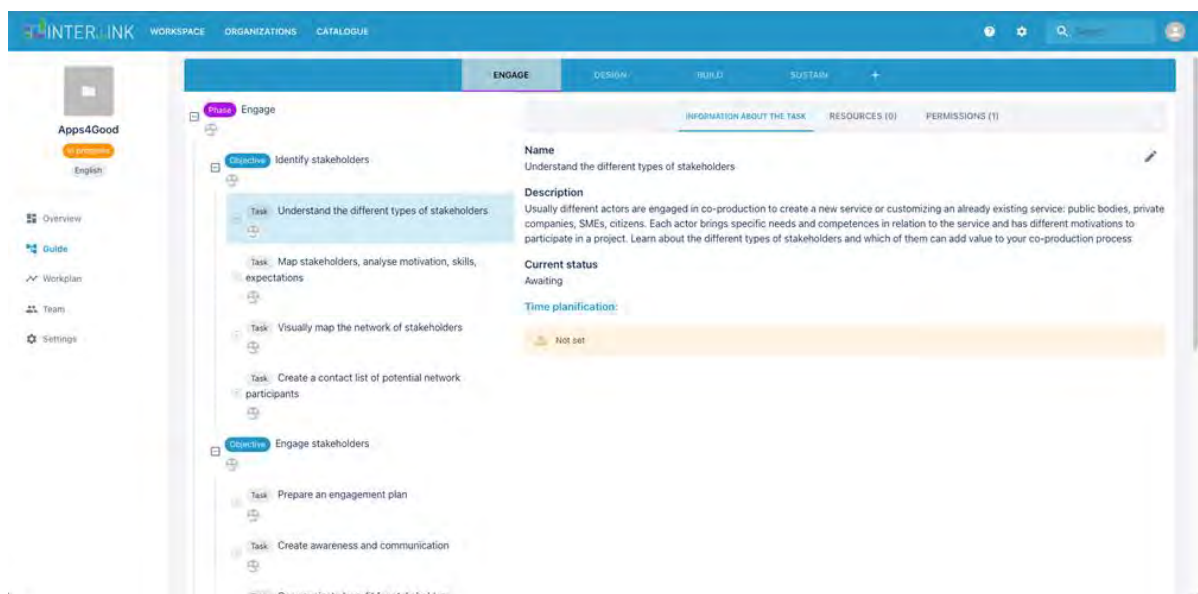 INTERLINK WORKSPACE ORGANIZATIONS CATALOGUE
Search
ENGAGE DESIGN BUILD SUSTAIN +
Apps4Good
In progress
English
Overview
Guide
Workplan
Team
Settings
Phase Engage
Objective Identify stakeholders
Task Understand the different types of stakeholders
Task Map stakeholders, analyse motivation, skills,
expectations
Task Visually map the network of stakeholders
Task Create a contact list of potential network
participants
Objective Engage stakeholders
Task Prepare an engagement plan
Task Create awareness and communication
INFORMATION ABOUT THE TASK RESOURCES (0) PERMISSIONS (1)
Name
Understand the different types of stakeholders
Description
Usually different actors are engaged in co-production to create a new service or customizing an already existing service: public bodies, private
companies, SMEs, citizens. Each actor brings specific needs and competences in relation to the service and has different motivations to
participate in a project. Learn about the different types of stakeholders and which of them can add value to your co-production process
Current status
Awaiting
Time planification:
Not set